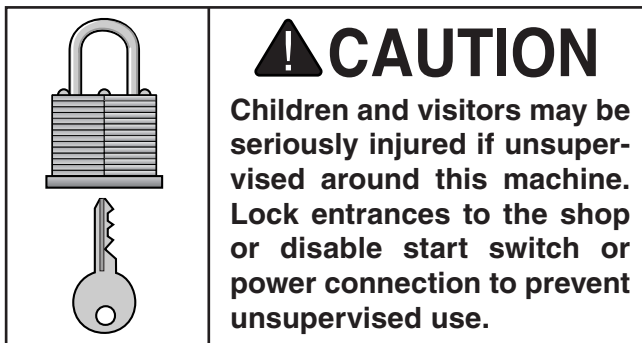 CAUTION
Children and visitors may be
seriously injured if unsuper-
vised around this machine.
Lock entrances to the shop
or disable start switch or
power connection to prevent
unsupervised use.